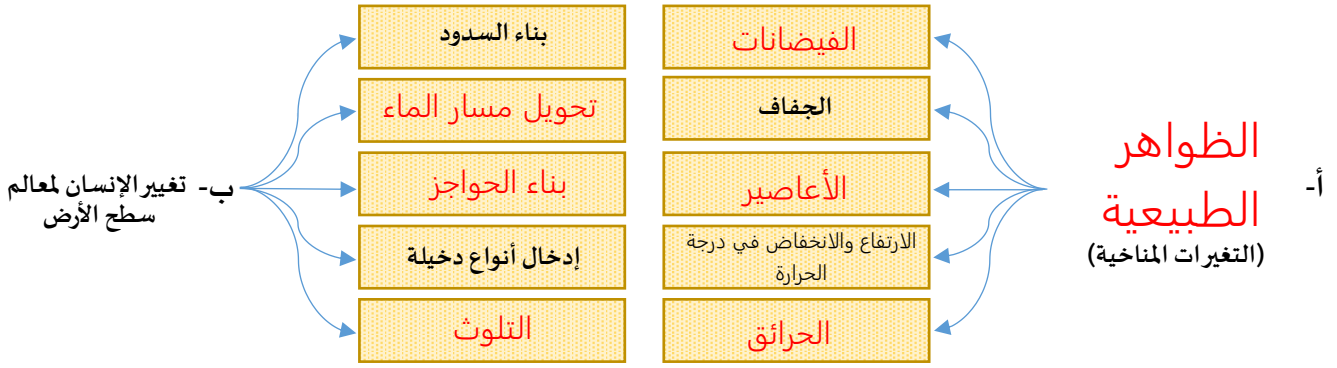 أ-
الظواهر
الطبيعية
(التغيرات المناخية)
الفيضانات
الجفاف
الأعاصير
الارتفاع والانخفاض في درجة
الحرارة
الحرائق
بناء السدود
تحويل مسار الماء
بناء الحواجز
إدخال أنواع دخيلة
التلوث
ب- تغيير الإنسان لمعالم
سطح الأرض